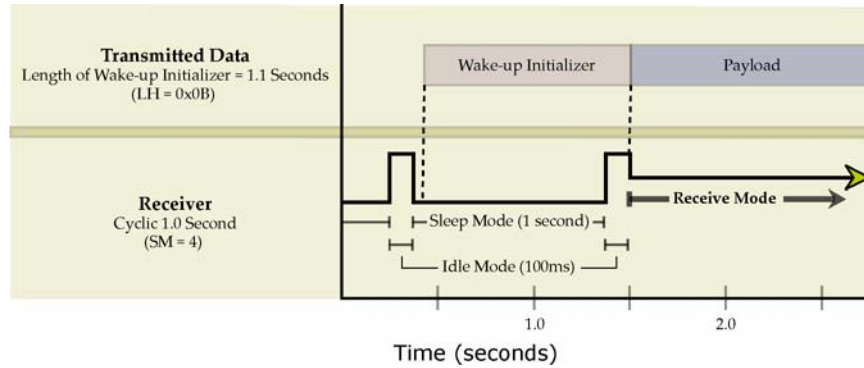 Transmitted Data
Length of Wake-up Initializer = 1.1 Seconds
(LH = 0x0B)
Wake-up Initializer
Payload
Receiver
Cyclic 1.0 Second
(SM = 4)
Sleep Mode (1 second)
Receive Mode
Idle Mode (100ms)
1.0
2.0
Time (seconds)